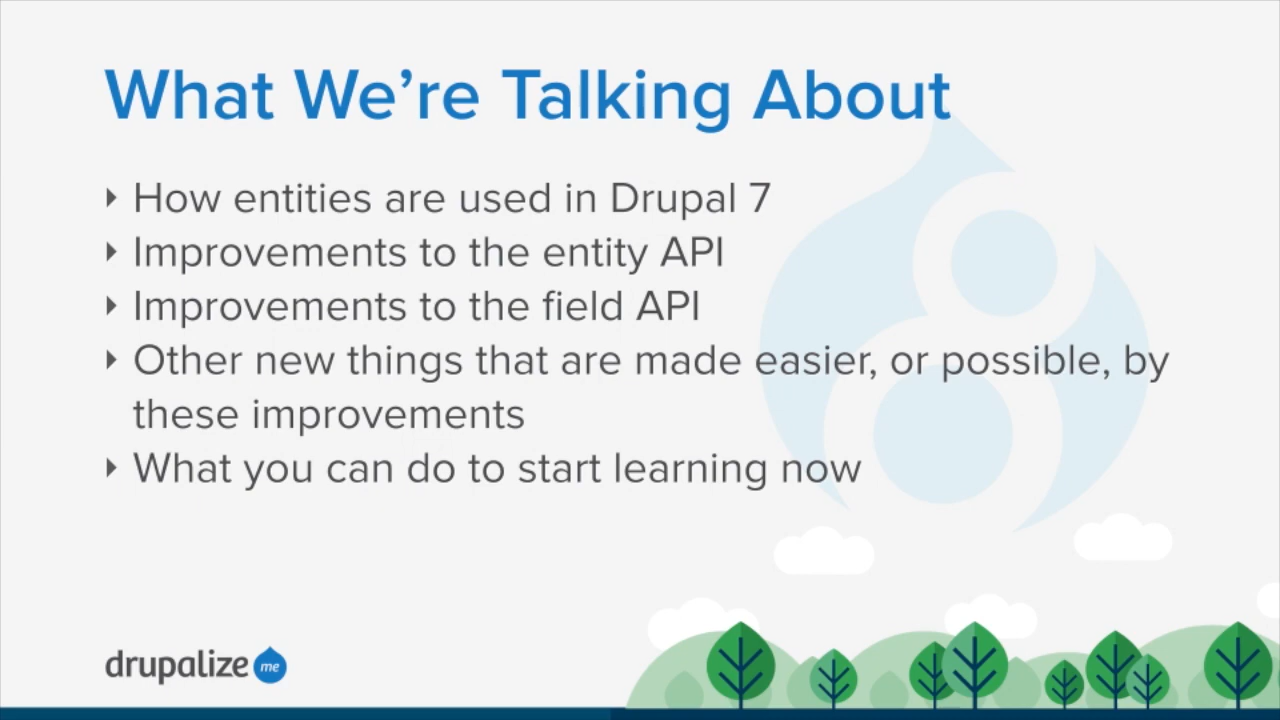 What We’re Talking About
How entities are used in Drupal 7
Improvements to the entity API
Improvements to the field API
Other new things that are made easier, or possible, by
these improvements
What you can do to start learning now
drupalize me